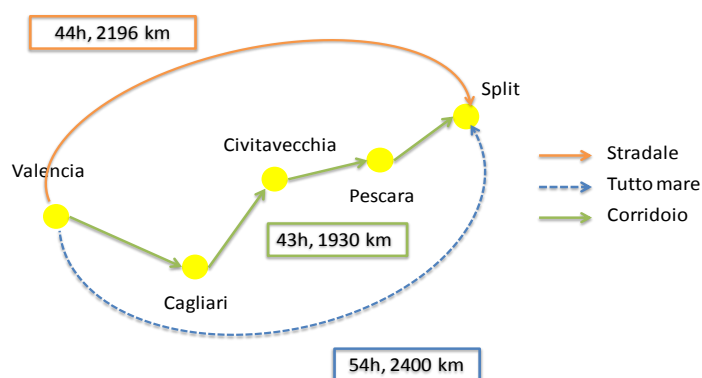 44h, 2196 km
Split
Civitavecchia
Valencia
Pescara
Stradale
Tutto mare
Corridoio
43h, 1930 km
Cagliari
54h, 2400 km